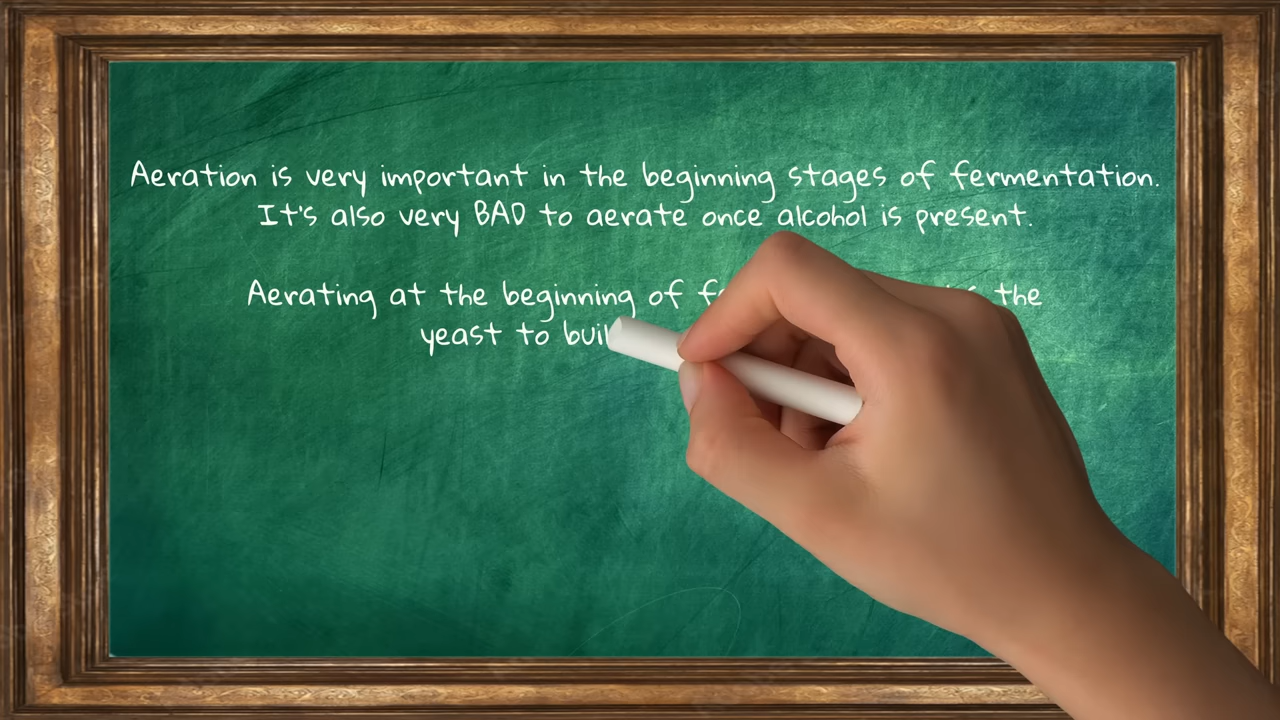 Aeration is very important in the beginning stages of fermentation.
It's also very BAD to aerate once alcohol is present.
Aerating at the beginning of the
yeast to